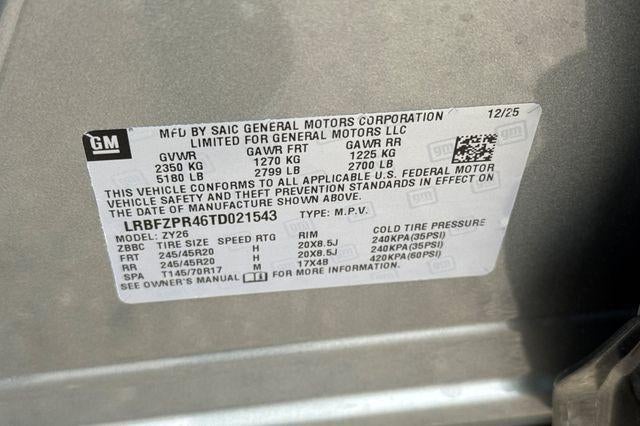 12/25
GM
MFD BY SAIC GENERAL MOTORS CORPORATION
LIMITED FOR GENERAL MOTORS LLC
GVWR GAWR FRT GAWR RR
2350 KG 1270 KG 1225 KG
5180 LB 2799 LB 2700 LB
THIS VEHICLE CONFORMS TO ALL APPLICABLE U.S. FEDERAL MOTOR
VEHICLE SAFETY AND THEFT PREVENTION STANDARDS IN EFFECT ON
THE DATE OF MANUFACTURE SHOWN ABOVE.
LRBFZPR46TD021543 TYPE: M.P.V.
MODEL: ZY26
ZBBC TIRE SIZE SPEED RTG RIM COLD TIRE PRESSURE
FRT 245/45R20 H 20X8.5J 240KPA(35PSI)
RR 245/45R20 H 20X8.5J 240KPA(35PSI)
SPA T145/70R17 M 17X4B 420KPA(60PSI)
SEE OWNER'S MANUAL FOR MORE INFORMATION.